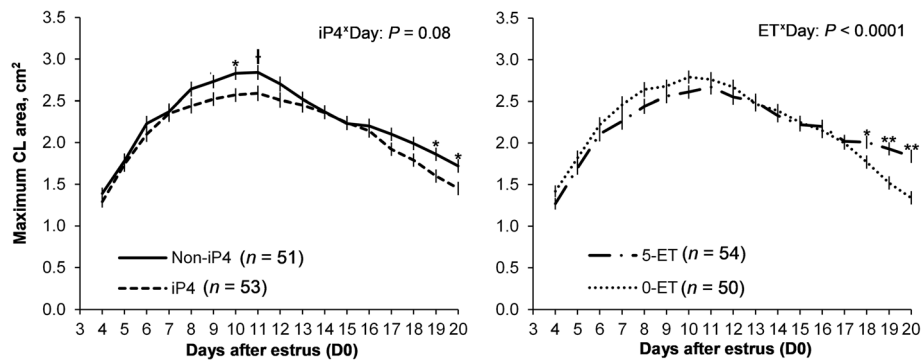 iP4*Day: P = 0.08
Maximum CL area, cm²
3.5
3.0
2.5
2.0
1.5
1.0
0.5
0.0
* † * *
Non-iP4 (n = 51)
iP4 (n = 53)
3 4 5 6 7 8 9 10 11 12 13 14 15 16 17 18 19 20
Days after estrus (D0)
ET*Day: P < 0.0001
3.5
3.0
2.5
2.0
1.5
1.0
0.5
0.0
* ** **
5-ET (n = 54)
0-ET (n = 50)
3 4 5 6 7 8 9 10 11 12 13 14 15 16 17 18 19 20
Days after estrus (D0)